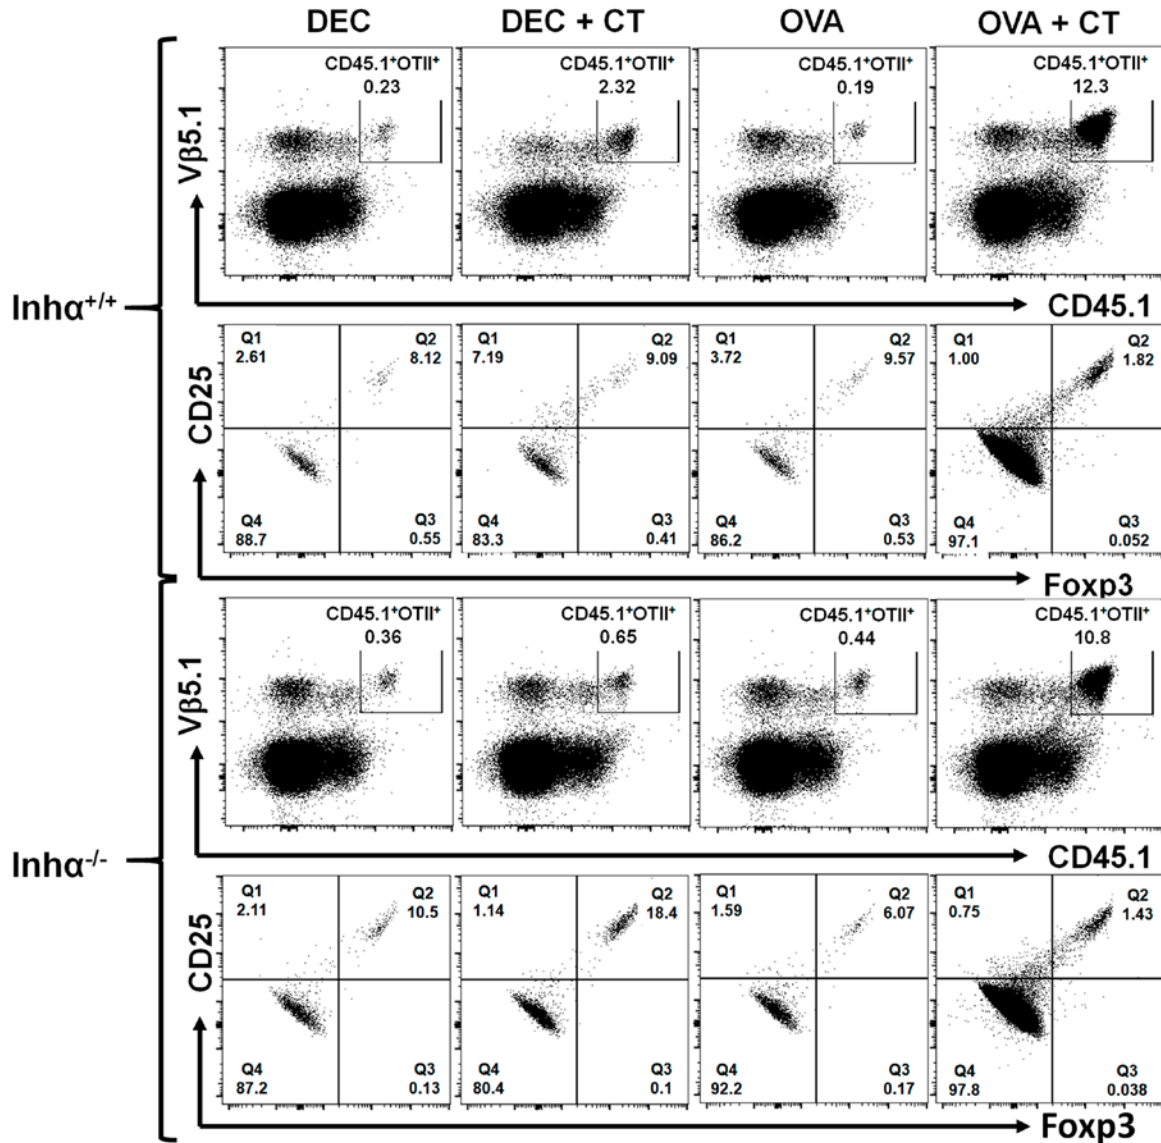 DEC DEC + CT OVA OVA + CT
Inhα+/+
Vβ5.1
CD45.1+OTII+ CD45.1+OTII+ CD45.1+OTII+ CD45.1+OTII+
0.23 2.32 0.19 12.3
CD45.1
CD25
Q1 Q2 Q1 Q2 Q1 Q2 Q1 Q2
2.61 8.12 7.19 9.09 3.72 9.57 1.00 1.82
Q4 Q3 Q4 Q3 Q4 Q3 Q4 Q3
88.7 0.55 83.3 0.41 86.2 0.53 97.1 0.052
Foxp3
Inhα-/-
Vβ5.1
CD45.1+OTII+ CD45.1+OTII+ CD45.1+OTII+ CD45.1+OTII+
0.36 0.65 0.44 10.8
CD45.1
CD25
Q1 Q2 Q1 Q2 Q1 Q2 Q1 Q2
2.11 10.5 1.14 18.4 1.59 6.07 0.75 1.43
Q4 Q3 Q4 Q3 Q4 Q3 Q4 Q3
87.2 0.13 80.4 0.1 92.2 0.17 97.8 0.038
Foxp3